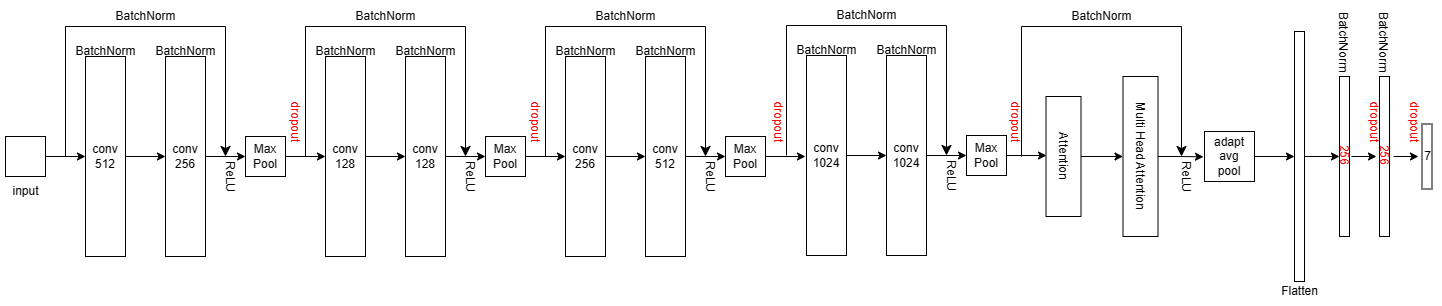 BatchNorm
BatchNorm
BatchNorm
BatchNorm
BatchNorm
BatchNorm BatchNorm
BatchNorm BatchNorm
BatchNorm BatchNorm
BatchNorm BatchNorm
BatchNorm
BatchNorm
input
conv
512
conv
256
ReLU
Max
Pool
dropout
conv
128
conv
128
ReLU
Max
Pool
dropout
conv
256
conv
512
ReLU
Max
Pool
dropout
conv
1024
conv
1024
ReLU
Max
Pool
dropout
Attention
Multi Head Attention
ReLU
adapt
avg
pool
Flatten
256
dropout
256
dropout
7